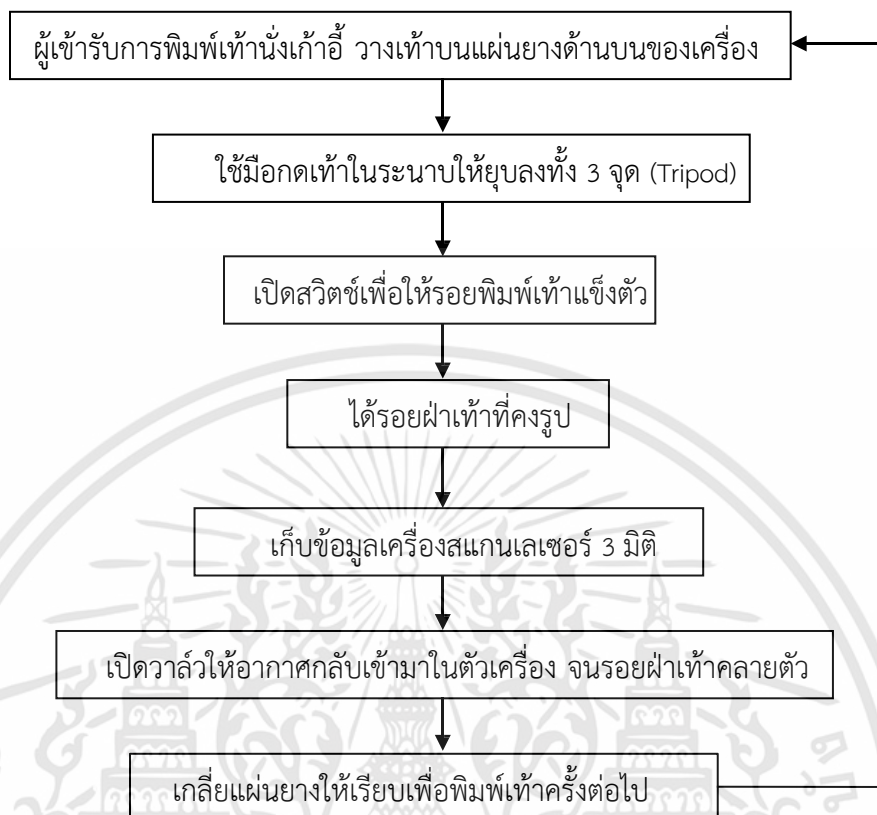 ผู้เข้ารับการพิมพ์เท้านั่งเก้าอี้ วางเท้าบนแผ่นยางด้านบนของเครื่อง
ใช้มือกดเท้าในระนาบให้ยุบลงทั้ง 3 จุด (Tripod)
เปิดสวิตช์เพื่อให้รอยพิมพ์เท้าแข็งตัว
ได้รอยฝ่าเท้าที่คงรูป
เก็บข้อมูลเครื่องสแกนเลเซอร์ 3 มิติ
เปิดวาล์วให้อากาศกลับเข้ามาในตัวเครื่อง จนรอยฝ่าเท้าคลายตัว
เกลี่ยแผ่นยางให้เรียบเพื่อพิมพ์เท้าครั้งต่อไป